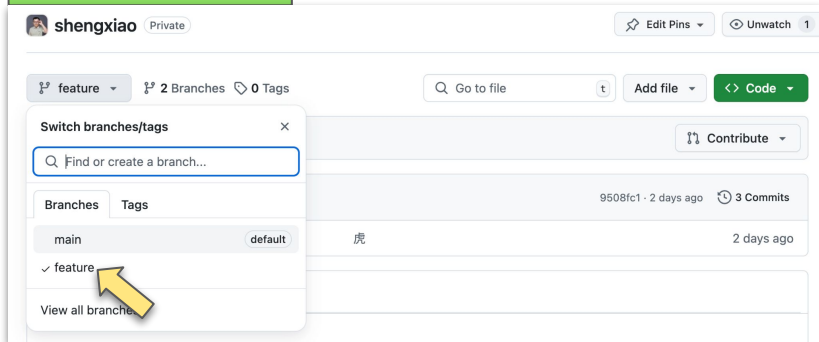 shengxiao Private Edit Pins Unwatch 1
feature 2 Branches 0 Tags Go to file t Add file <> Code
Switch branches/tags ×
Contribute
Find or create a branch...
Branches Tags 9508fc1 · 2 days ago 3 Commits
main default 虎 2 days ago
feature
View all